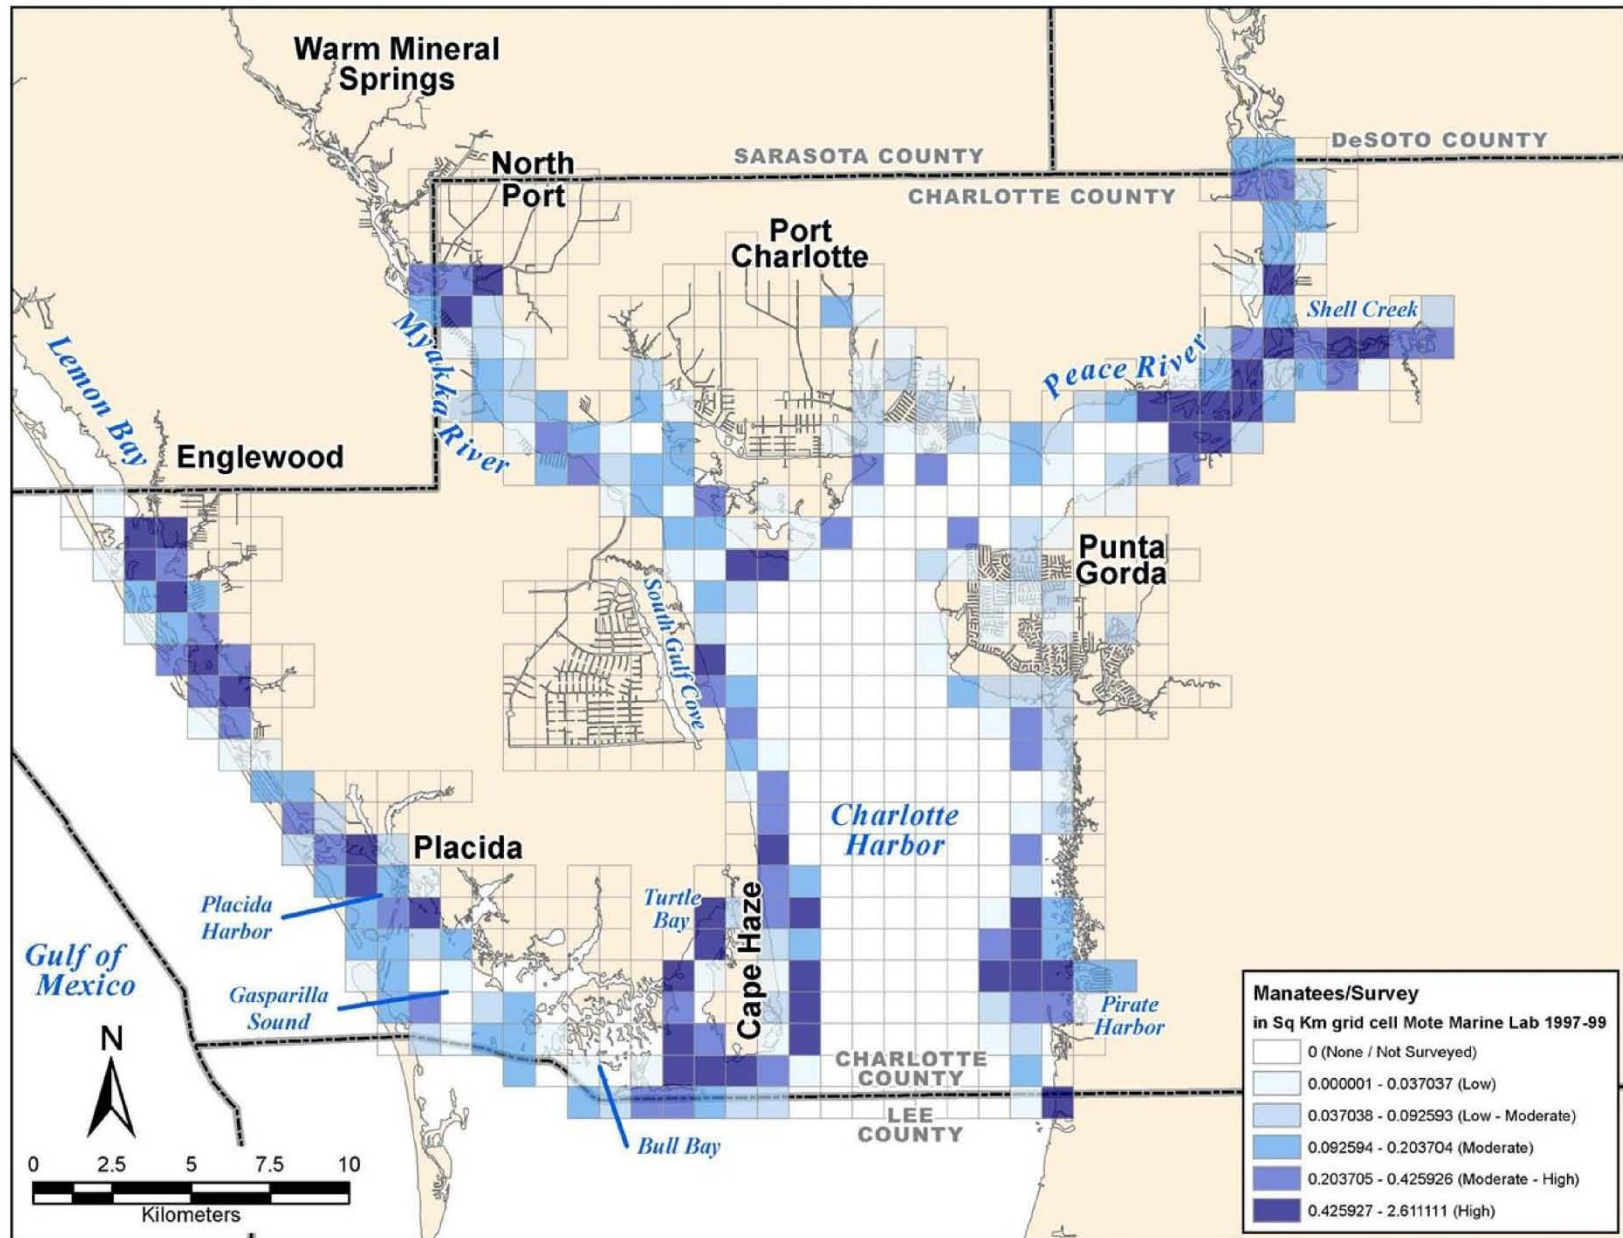 Warm Mineral
Springs
North
Port
SARASOTA COUNTY
DeSOTO COUNTY
CHARLOTTE COUNTY
Port
Charlotte
Shell Creek
Myakka River
Peace River
Lemon Bay
Englewood
Punta
Gorda
South Gulf Cove
Charlotte
Harbor
Placida
Placida
Harbor
Turtle
Bay
Cape Haze
Gulf of
Mexico
Gasparilla
Sound
Pirate
Harbor
CHARLOTTE
COUNTY
LEE
COUNTY
Bull Bay
N
0 2.5 5 7.5 10
Kilometers
Manatees/Survey
in Sq Km grid cell Mote Marine Lab 1997-99
0 (None / Not Surveyed)
0.000001 - 0.037037 (Low)
0.037038 - 0.092593 (Low - Moderate)
0.092594 - 0.203704 (Moderate)
0.203705 - 0.425926 (Moderate - High)
0.425927 - 2.611111 (High)